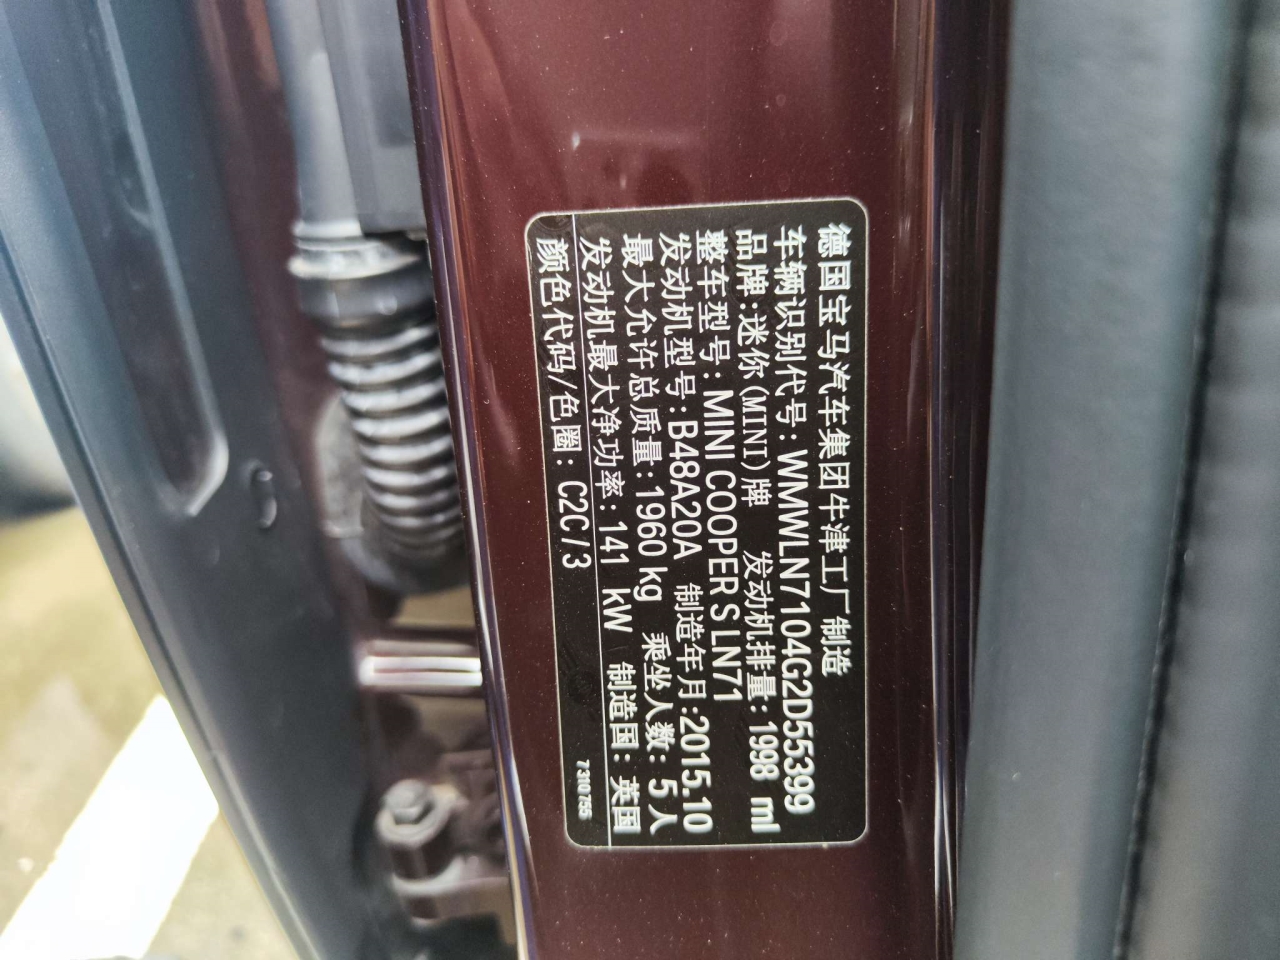 德国宝马汽车集团牛津工厂制造
车辆识别代号: WMWLN7104G2D55399
品牌:迷你(MINI)牌 发动机排量: 1998 ml
整车型号: MINI COOPER S LN71
发动机型号: B48A20A 制造年月:2015.10
最大允许总质量: 1960 kg 乘坐人数: 5人
发动机最大净功率: 141 kW 制造国: 英国
颜色代码/色圈: C2C / 3 7 310 755